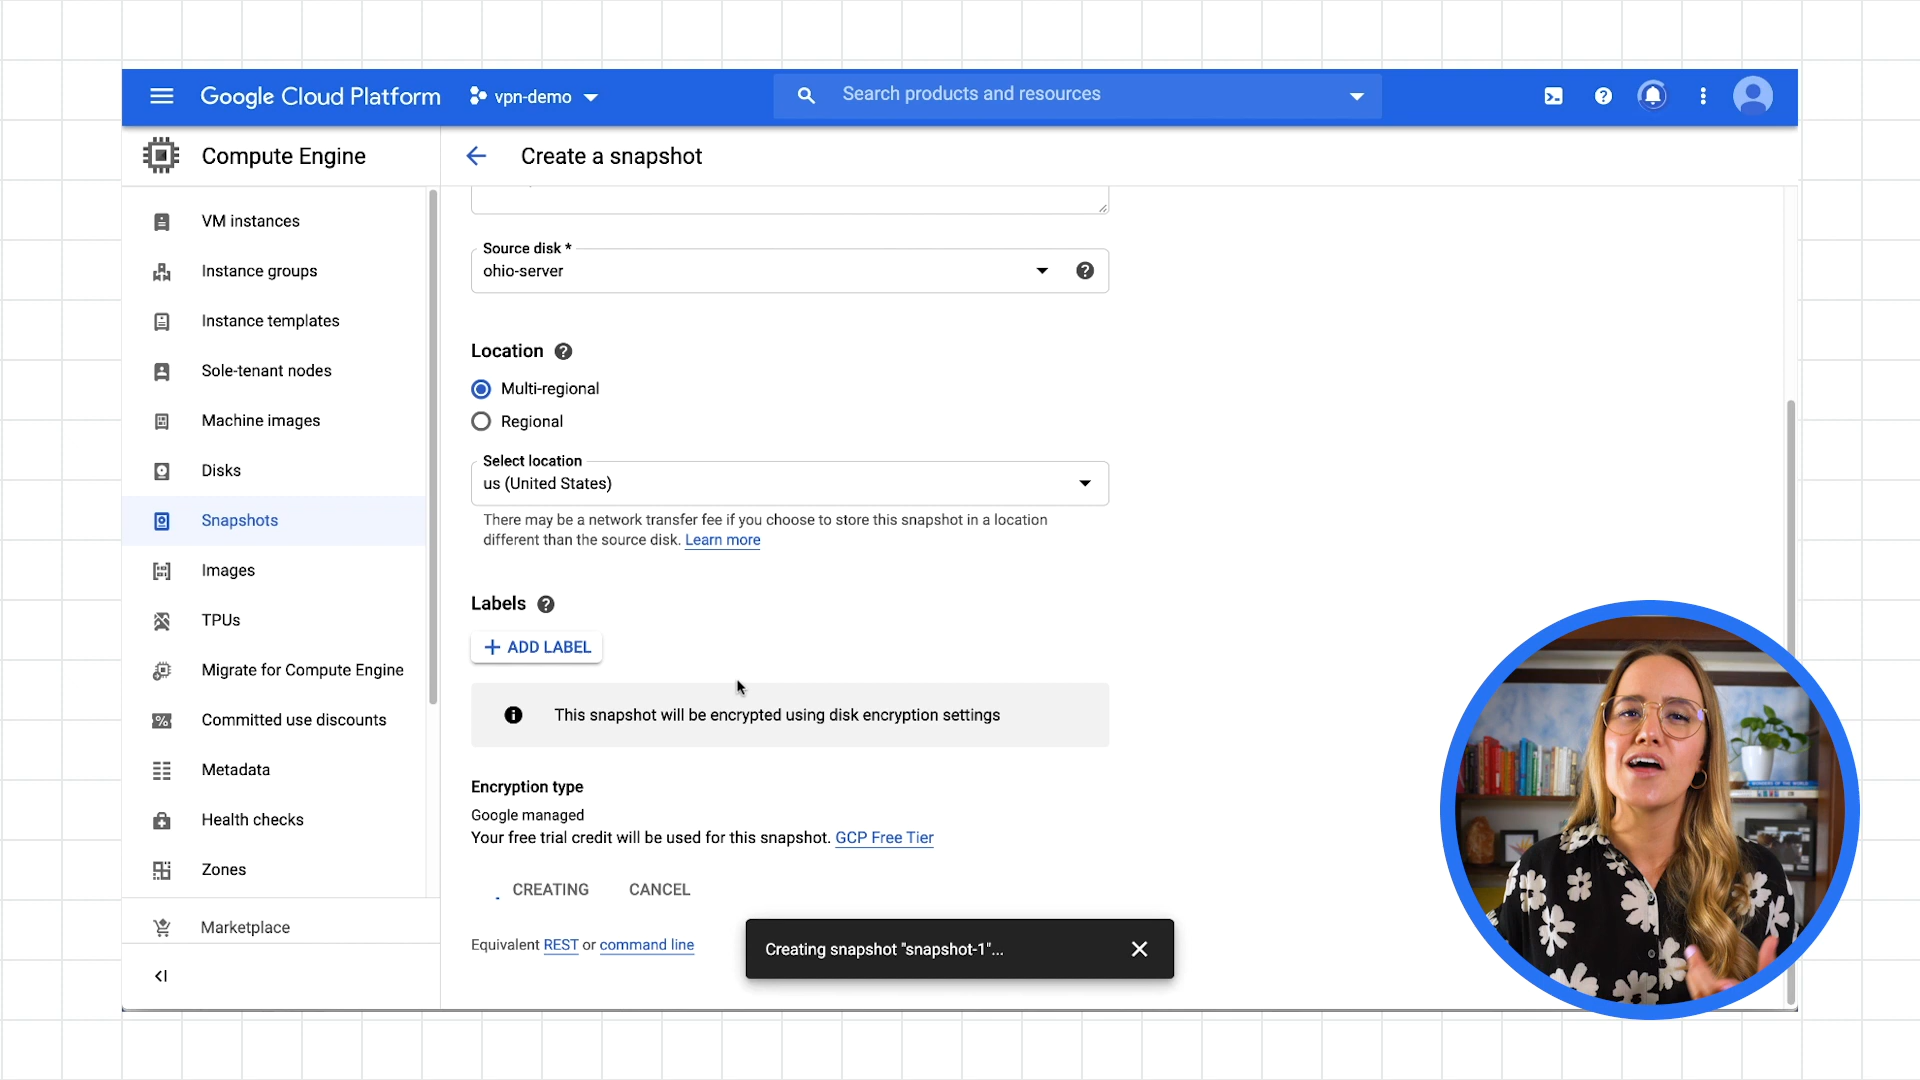 Google Cloud Platform
vpn-demo
Search products and resources
Compute Engine
Create a snapshot
VM instances
Instance groups
Instance templates
Sole-tenant nodes
Machine images
Disks
Snapshots
Images
TPUs
Migrate for Compute Engine
Committed use discounts
Metadata
Health checks
Zones
Marketplace
Source disk *
ohio-server
Location
Multi-regional
Regional
Select location
us (United States)
There may be a network transfer fee if you choose to store this snapshot in a location
different than the source disk. Learn more
Labels
+ ADD LABEL
This snapshot will be encrypted using disk encryption settings
Encryption type
Google managed
Your free trial credit will be used for this snapshot. GCP Free Tier
CREATING
CANCEL
Equivalent REST or command line
Creating snapshot "snapshot-1"...